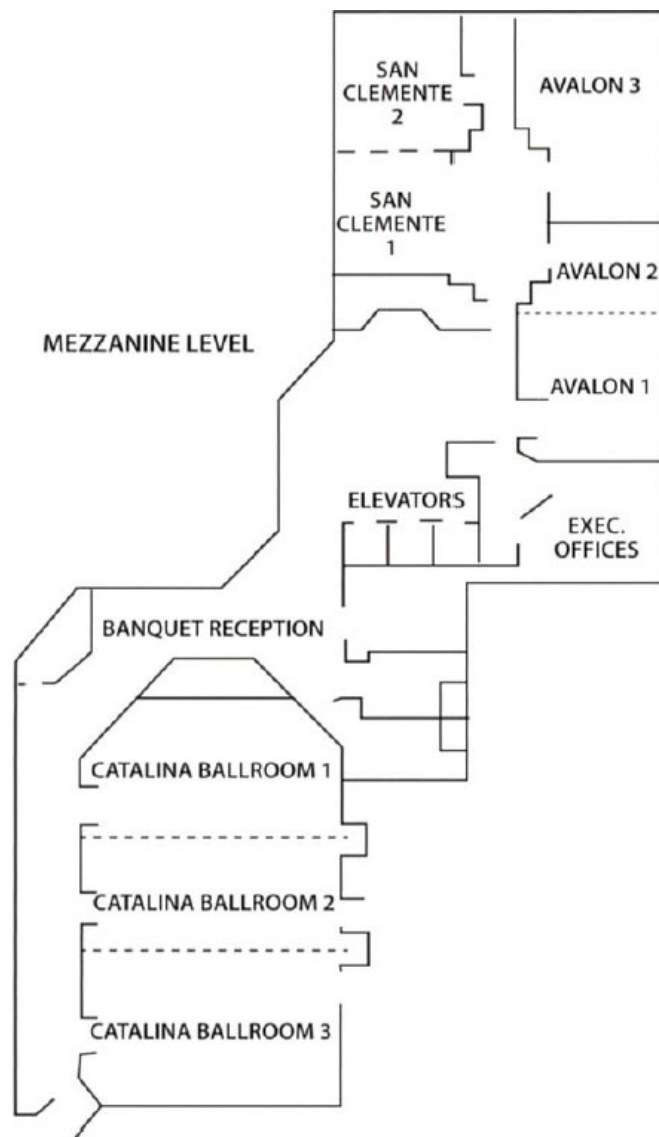 SAN
CLEMENTE
2
AVALON 3
SAN
CLEMENTE
1
AVALON 2
MEZZANINE LEVEL
AVALON 1
ELEVATORS
EXEC.
OFFICES
BANQUET RECEPTION
CATALINA BALLROOM 1
CATALINA BALLROOM 2
CATALINA BALLROOM 3